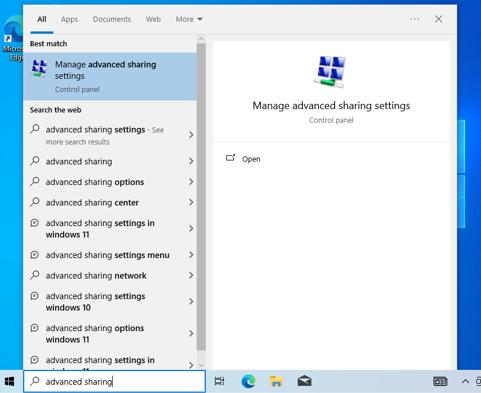 All Apps Documents Web More
Best match
Manage advanced sharing
settings
Control panel
Search the web
advanced sharing settings - See
more search results
advanced sharing
advanced sharing options
advanced sharing center
advanced sharing settings in
windows 11
advanced sharing settings menu
advanced sharing network
advanced sharing settings
windows 10
advanced sharing options
windows 11
advanced sharing settings in
Manage advanced sharing settings
Control panel
Open
Edge
advanced sharing